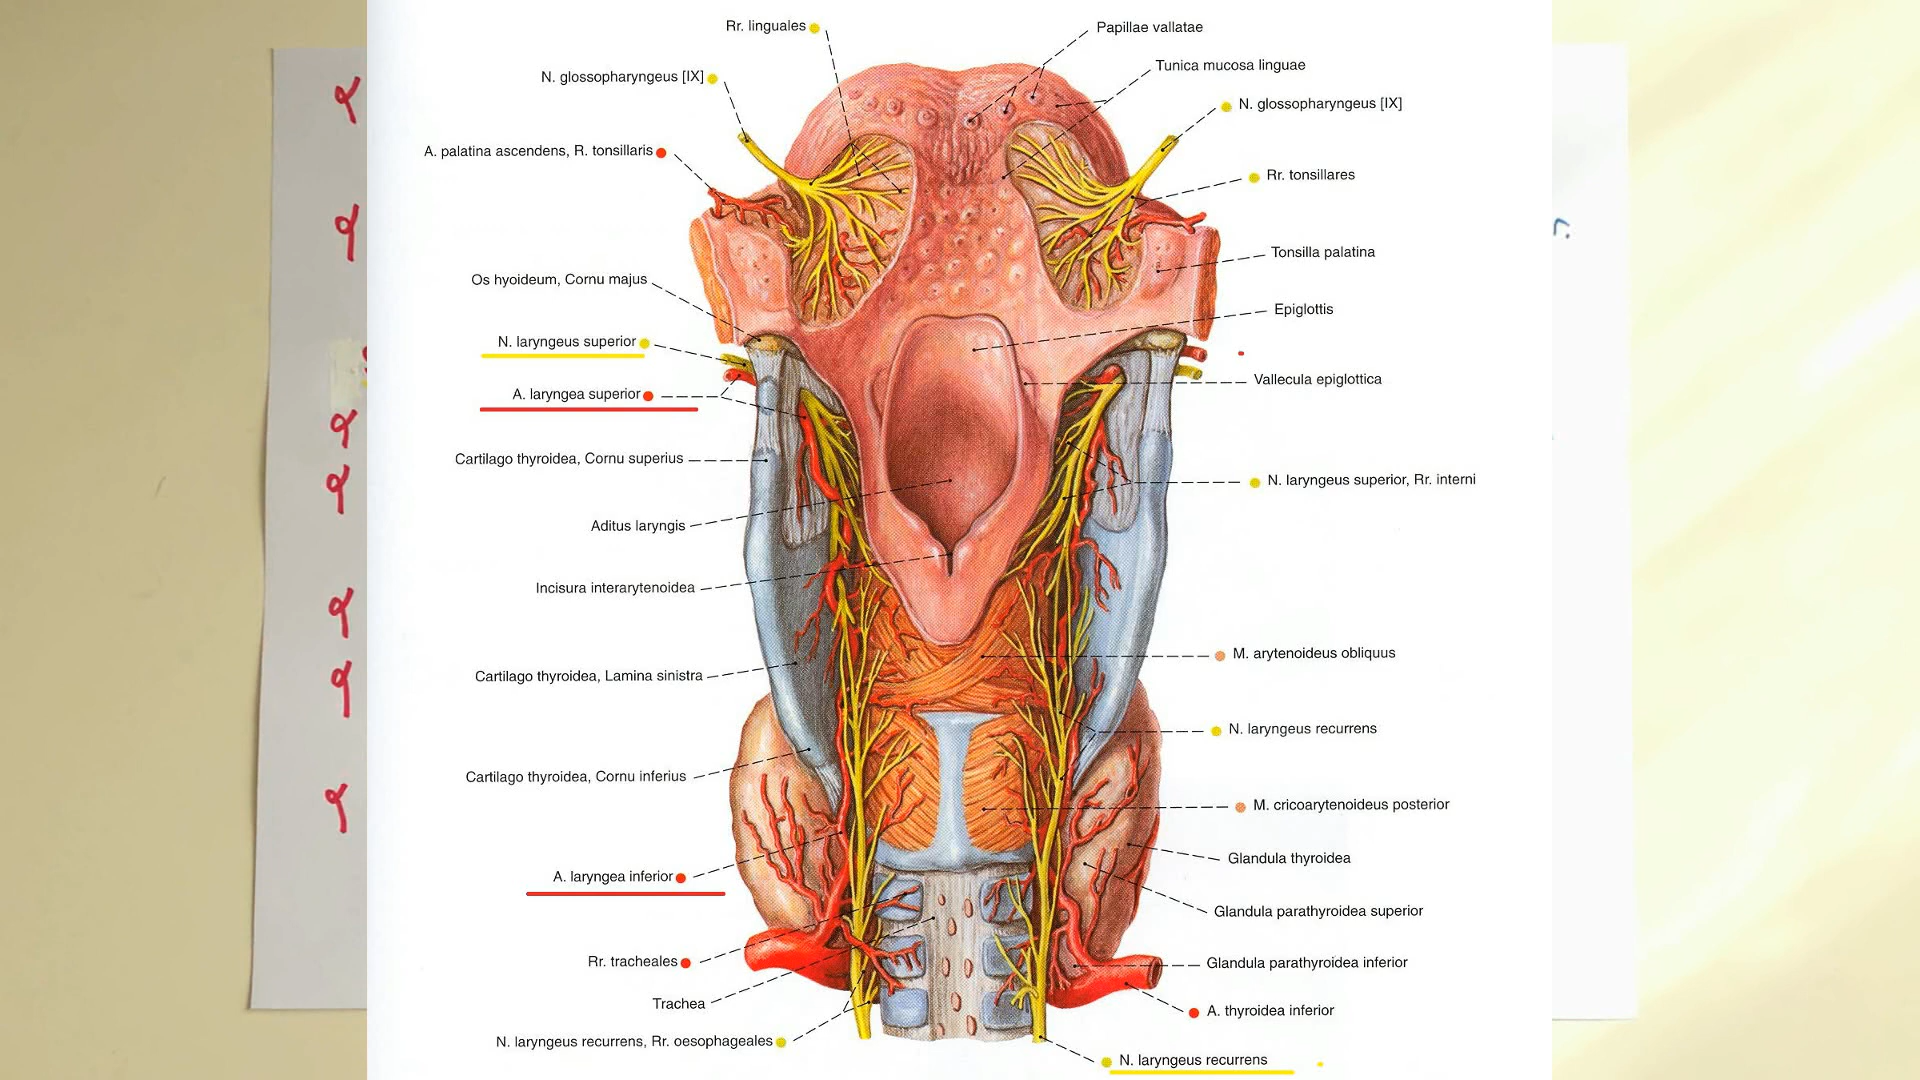 Rr. linguales
N. glossopharyngeus [IX]
A. palatina ascendens, R. tonsillaris
Os hyoideum, Cornu majus
N. laryngeus superior
A. laryngea superior
Cartilago thyroidea, Cornu superius
Aditus laryngis
Incisura interarytenoidea
Cartilago thyroidea, Lamina sinistra
Cartilago thyroidea, Cornu inferius
A. laryngea inferior
Rr. tracheales
Trachea
N. laryngeus recurrens, Rr. oesophageales
Papillae vallatae
Tunica mucosa linguae
N. glossopharyngeus [IX]
Rr. tonsillares
Tonsilla palatina
Epiglottis
Vallecula epiglottica
N. laryngeus superior, Rr. interni
M. arytenoideus obliquus
N. laryngeus recurrens
M. cricoarytenoideus posterior
Glandula thyroidea
Glandula parathyroidea superior
Glandula parathyroidea inferior
A. thyroidea inferior
N. laryngeus recurrens